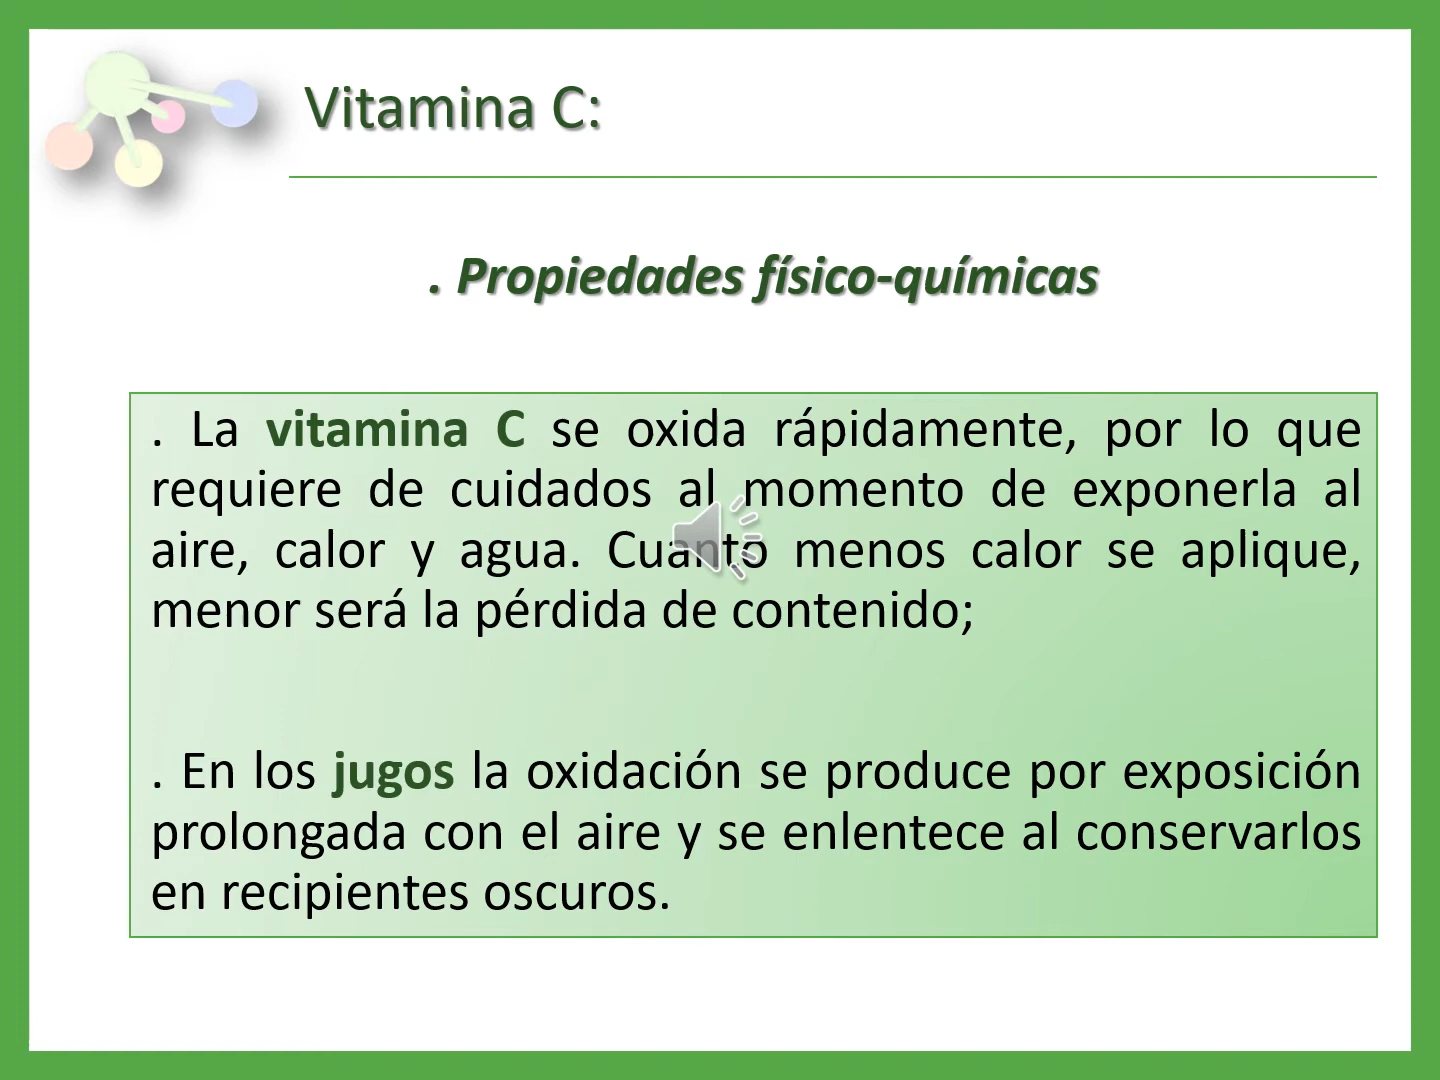 Vitamina C:
. Propiedades físico-químicas
. La vitamina C se oxida rápidamente, por lo que
requiere de cuidados al momento de exponerla al
aire, calor y agua. Cuanto menos calor se aplique,
menor será la pérdida de contenido;
. En los jugos la oxidación se produce por exposición
prolongada con el aire y se enlentece al conservarlos
en recipientes oscuros.